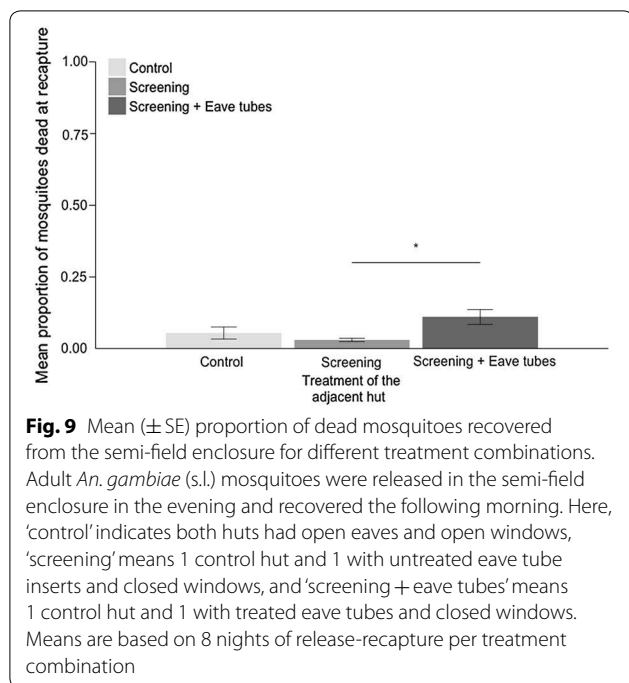 1.00
Control
Screening
Screening + Eave tubes
0.75
0.50
*
0.25
0.00
Mean proportion of mosquitoes dead at recapture
Control
Screening
Screening + Eave tubes
Treatment of the
adjacent hut
Fig. 9 Mean (± SE) proportion of dead mosquitoes recovered
from the semi-field enclosure for different treatment combinations.
Adult An. gambiae (s.l.) mosquitoes were released in the semi-field
enclosure in the evening and recovered the following morning. Here,
‘control’ indicates both huts had open eaves and open windows,
‘screening’ means 1 control hut and 1 with untreated eave tube
inserts and closed windows, and ‘screening + eave tubes’ means
1 control hut and 1 with treated eave tubes and closed windows.
Means are based on 8 nights of release-recapture per treatment
combination